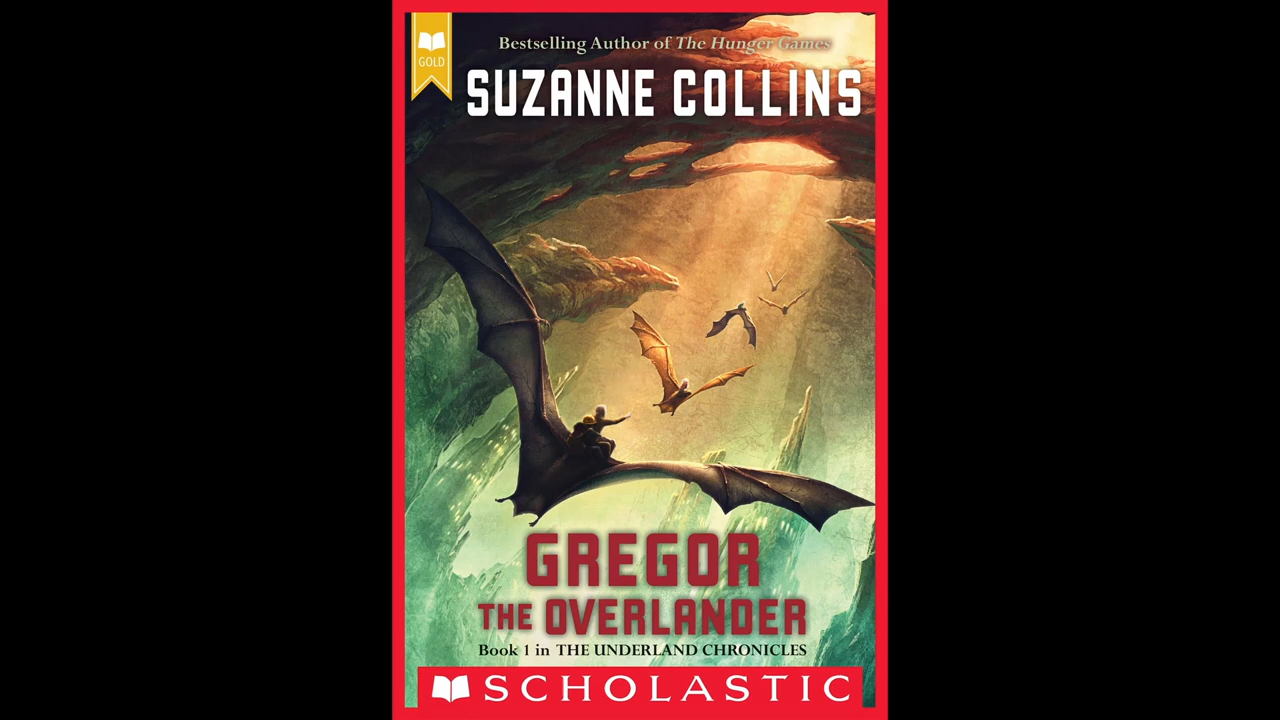 Bestselling Author of The Hunger Games
GOLD
SUZANNE COLLINS
GREGOR
THE OVERLANDER
Book 1 in THE UNDERLAND CHRONICLES
SCHOLASTIC